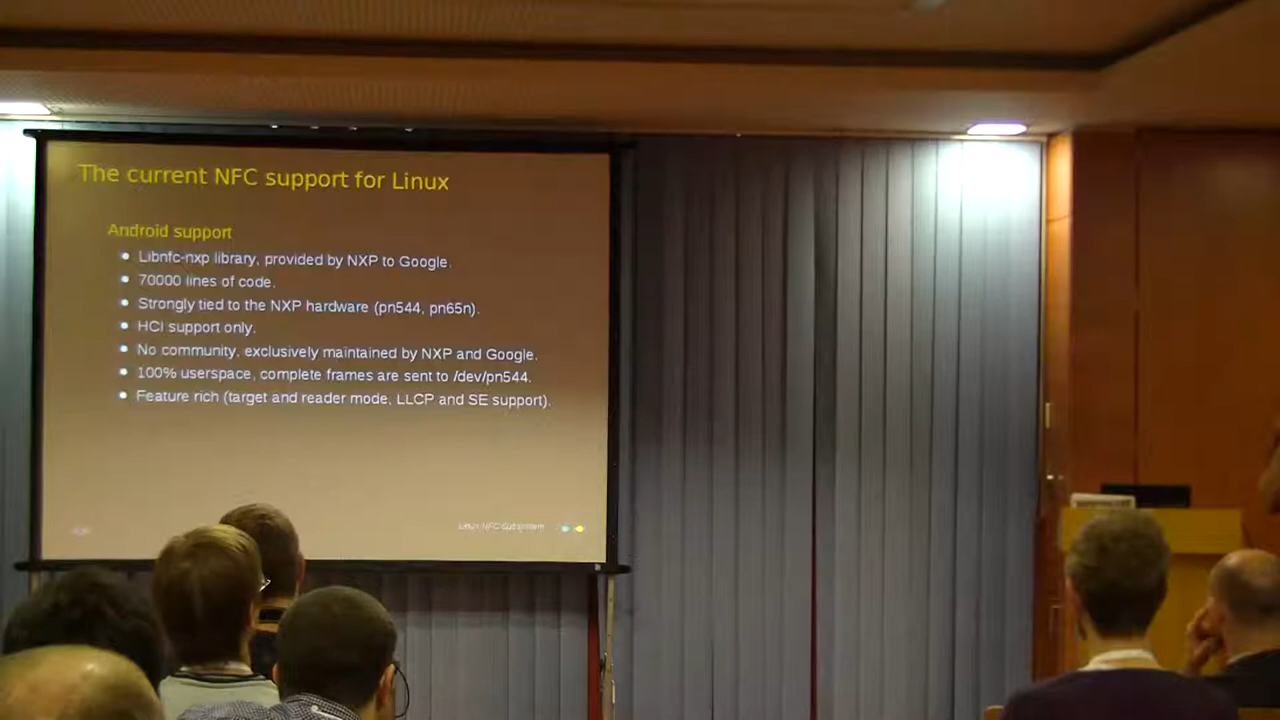 The current NFC support for Linux
Android support
Libnfc-nxp library, provided by NXP to Google.
70000 lines of code.
Strongly tied to the NXP hardware (pn544, pn65n).
HCI support only.
No community, exclusively maintained by NXP and Google.
100% userspace, complete frames are sent to /dev/pn544.
Feature rich (target and reader mode, LLCP and SE support).
Linux NFC subsystem